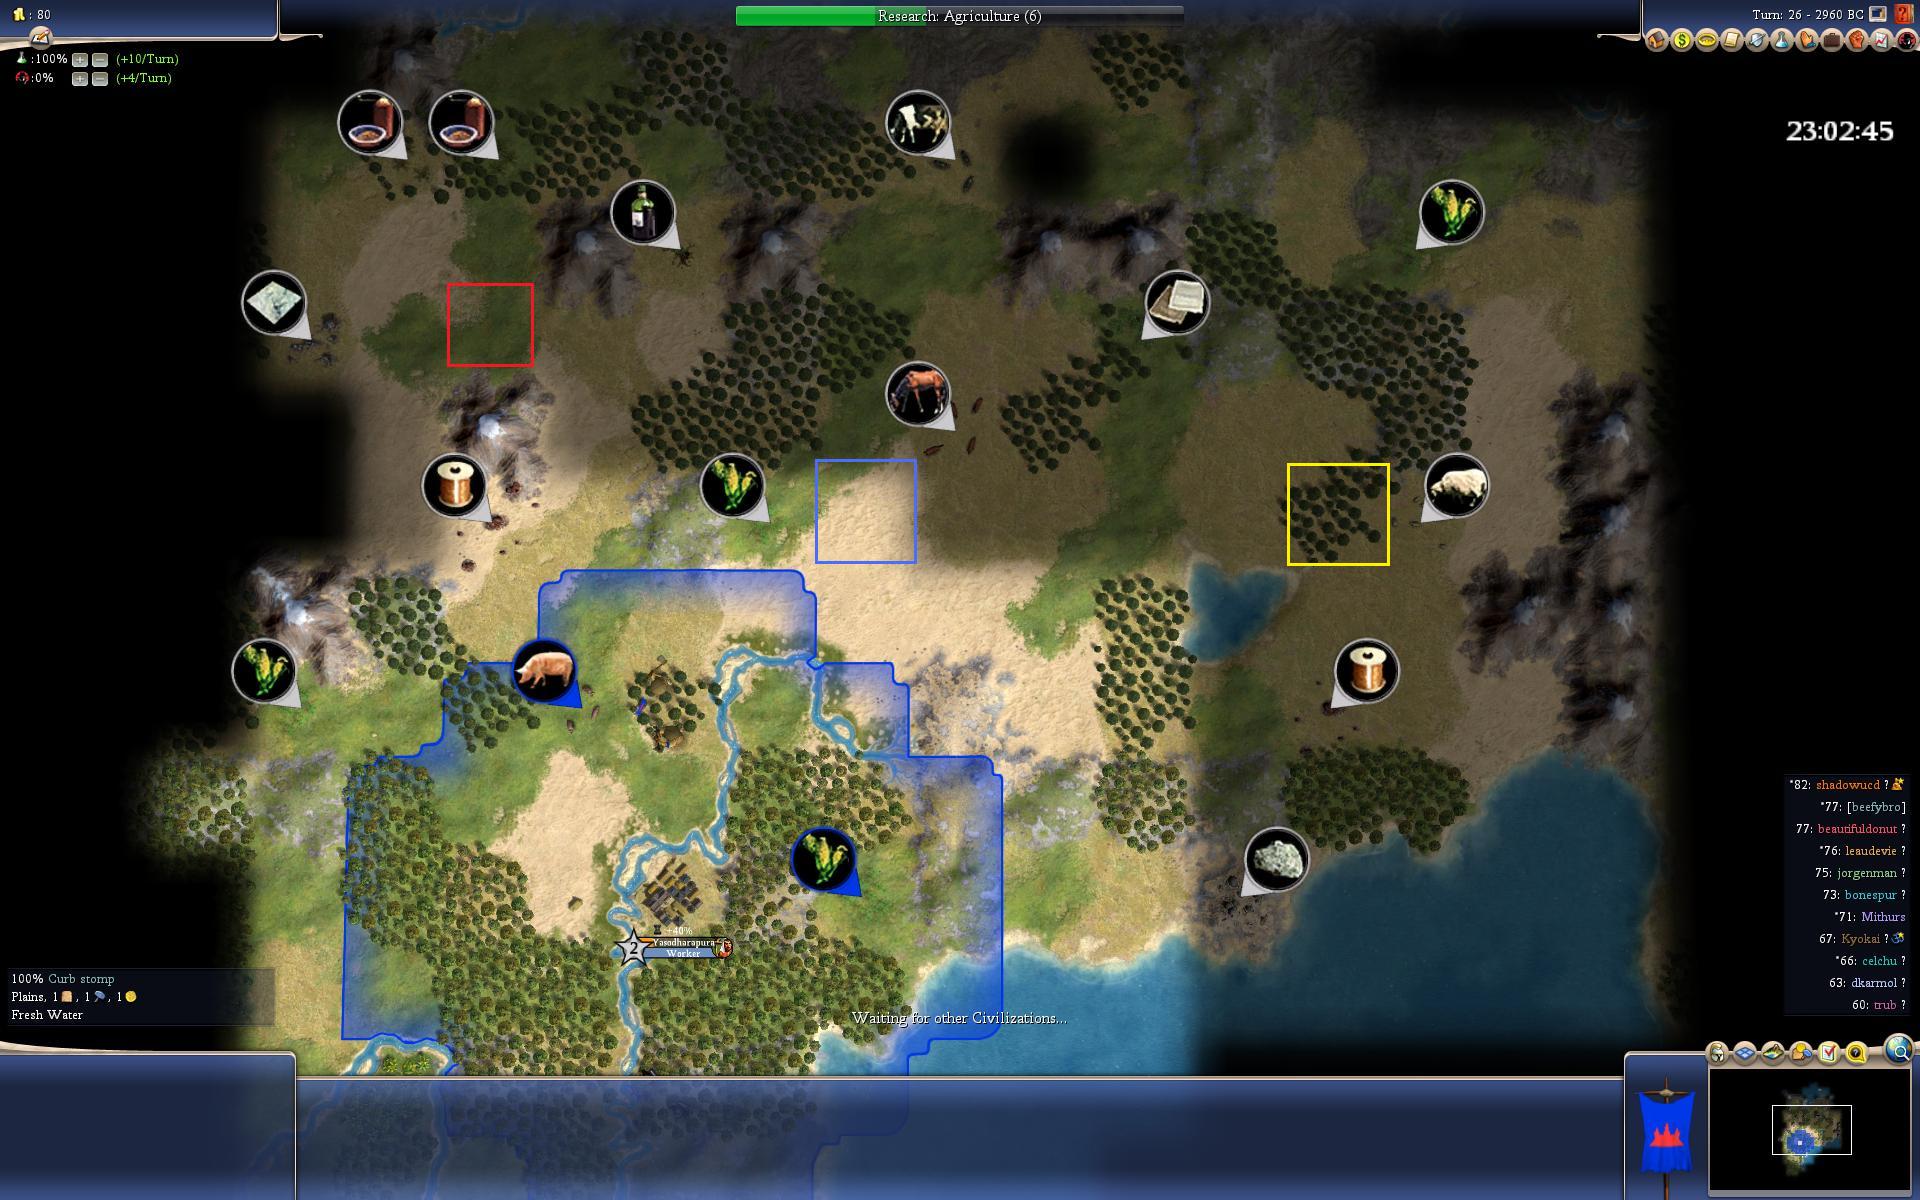 : 80
Research: Agriculture (6)
Turn: 26 - 2960 BC
:100% (+10/Turn)
:0% (+4/Turn)
23:02:45
*82: shadowucd ?
*77: [beefybro]
77: beautifuldonut ?
*76: leaudevie ?
75: jorgenman ?
73: bonespur ?
*71: Mithurs
67: Kyokai ?
*66: celchu ?
63: dkarmol ?
60: trub ?
+40%
2 Yasodharapura
Worker
100% Curb stomp
Plains, 1 , 1 , 1
Fresh Water
Waiting for other Civilizations...